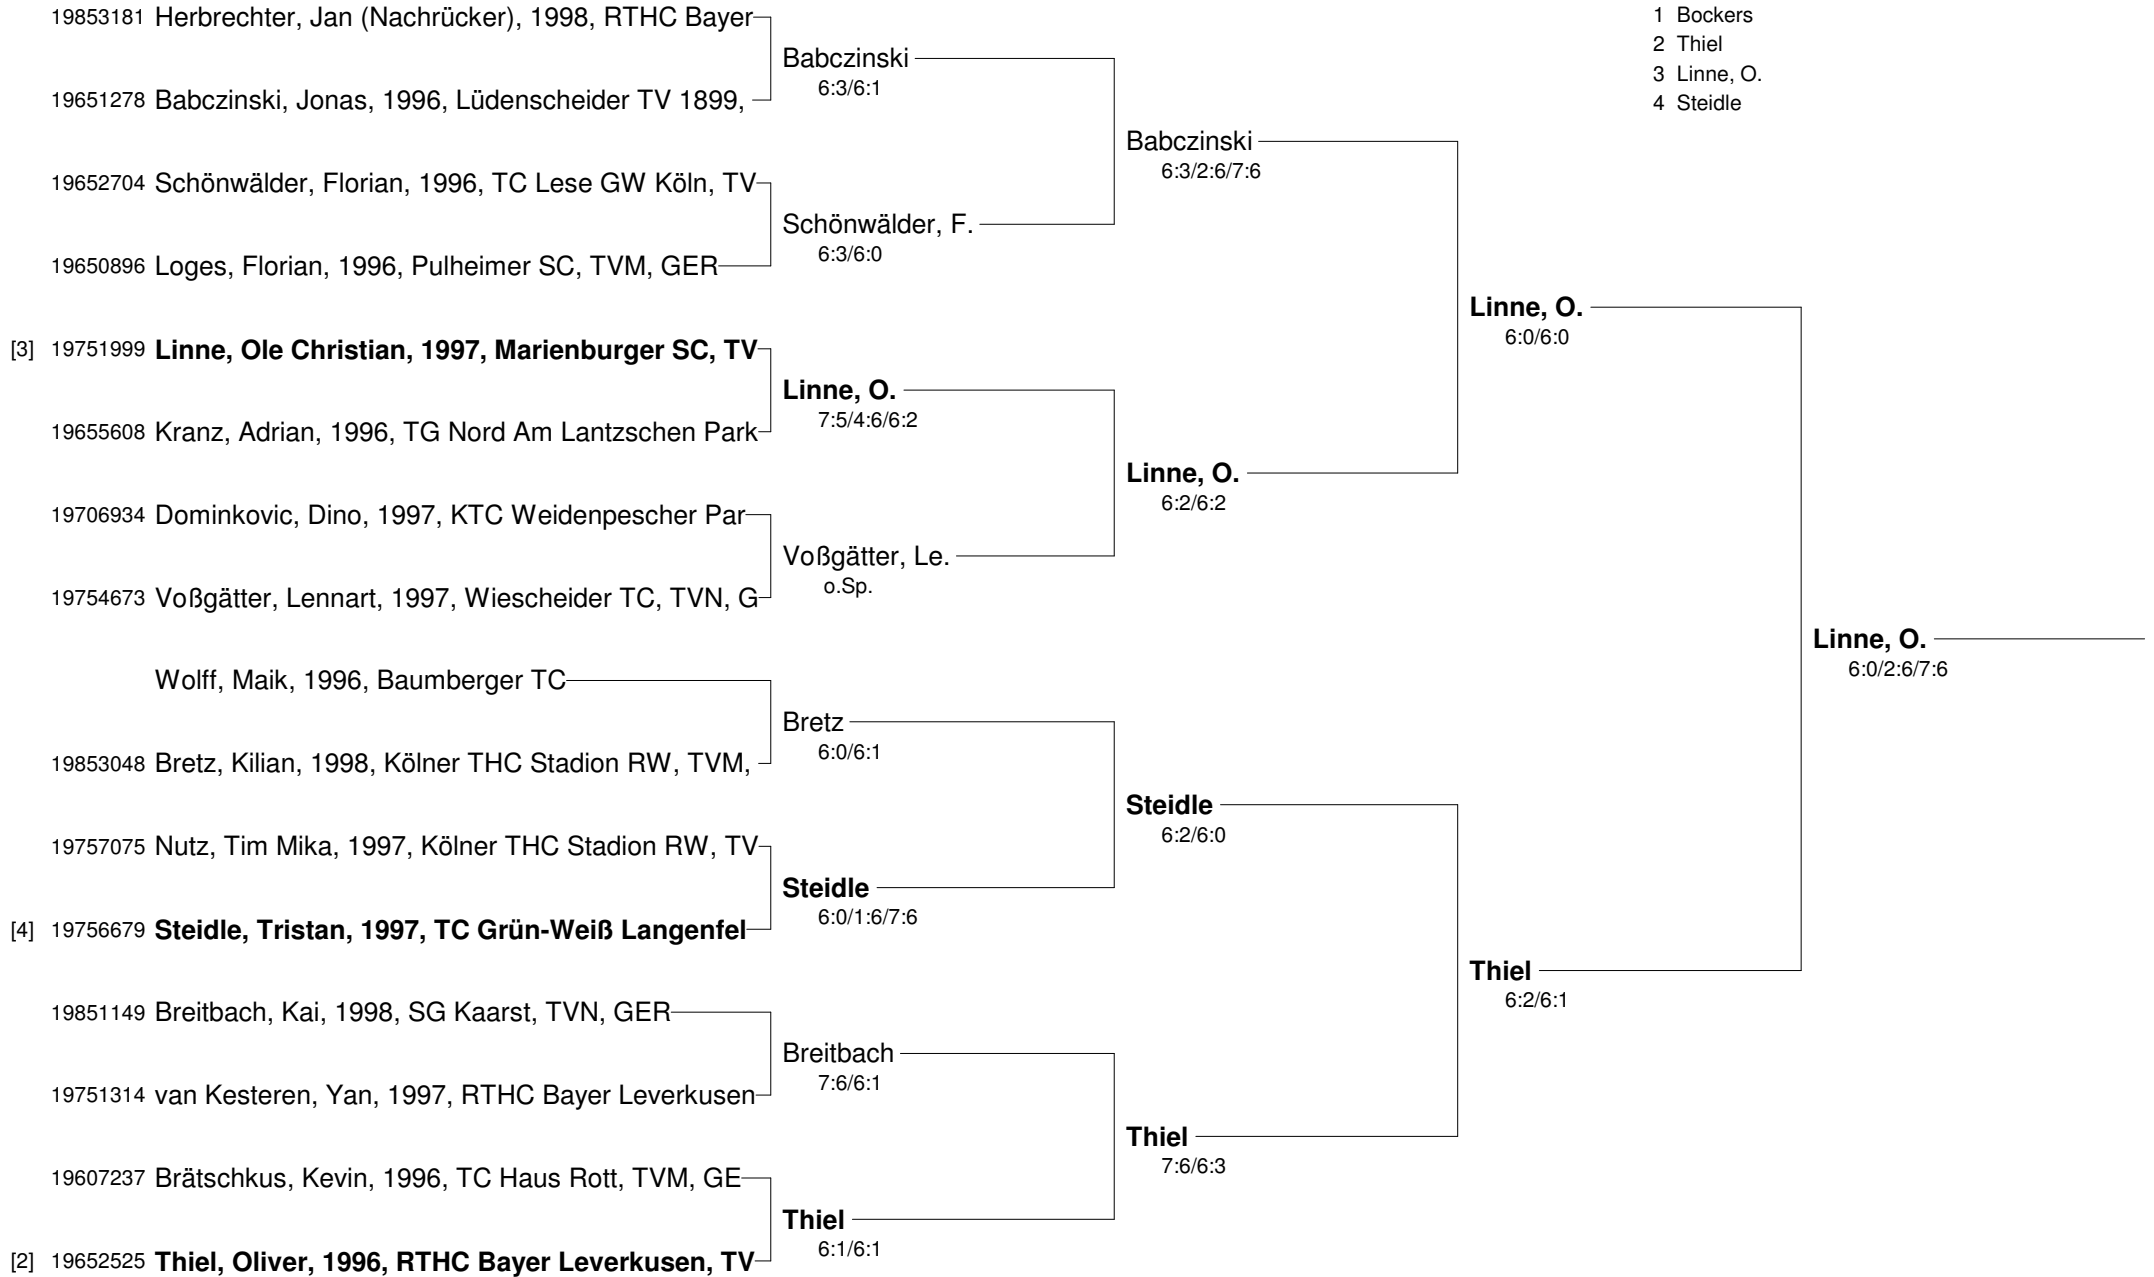 19853181 Herbrechter, Jan (Nachrücker), 1998, RTHC Bayer
19651278 Babczinski, Jonas, 1996, Lüdenscheider TV 1899,
19652704 Schönwälder, Florian, 1996, TC Lese GW Köln, TV
19650896 Loges, Florian, 1996, Pulheimer SC, TVM, GER
[3] 19751999 Linne, Ole Christian, 1997, Marienburger SC, TV
19655608 Kranz, Adrian, 1996, TG Nord Am Lantzschen Park
19706934 Dominkovic, Dino, 1997, KTC Weidenpescher Par
19754673 Voßgätter, Lennart, 1997, Wiescheider TC, TVN, G
Wolff, Maik, 1996, Baumberger TC
19853048 Bretz, Kilian, 1998, Kölner THC Stadion RW, TVM,
19757075 Nutz, Tim Mika, 1997, Kölner THC Stadion RW, TV
[4] 19756679 Steidle, Tristan, 1997, TC Grün-Weiß Langenfel
19851149 Breitbach, Kai, 1998, SG Kaarst, TVN, GER
19751314 van Kesteren, Yan, 1997, RTHC Bayer Leverkusen
19607237 Brätschkus, Kevin, 1996, TC Haus Rott, TVM, GE
[2] 19652525 Thiel, Oliver, 1996, RTHC Bayer Leverkusen, TV
Babczinski
6:3/6:1
Schönwälder, F.
6:3/6:0
Linne, O.
7:5/4:6/6:2
Voßgätter, Le.
o.Sp.
Bretz
6:0/6:1
Steidle
6:0/1:6/7:6
Breitbach
7:6/6:1
Thiel
6:1/6:1
Babczinski
6:3/2:6/7:6
Linne, O.
6:2/6:2
Steidle
6:2/6:0
Thiel
7:6/6:3
Linne, O.
6:0/6:0
Thiel
6:2/6:1
Linne, O.
6:0/2:6/7:6
1 Bockers
2 Thiel
3 Linne, O.
4 Steidle